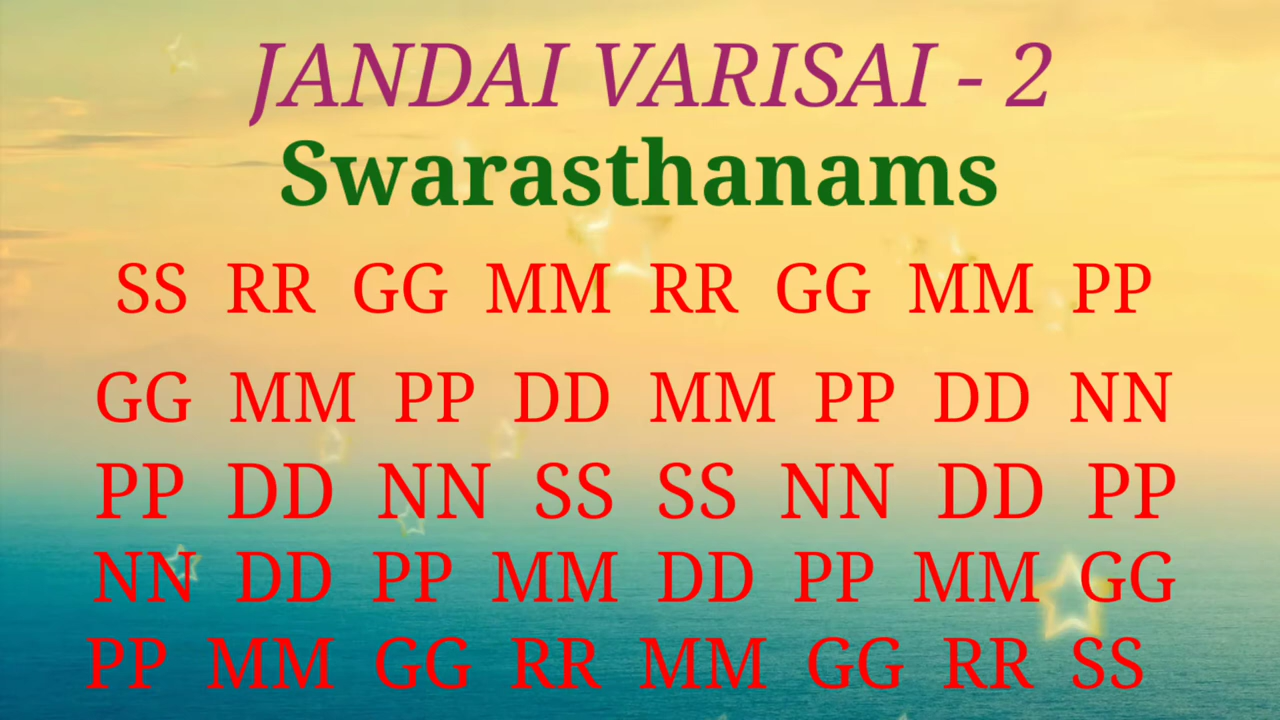 JANDAI VARISAI - 2
Swarasthanams
SS RR GG MM RR GG MM PP
GG MM PP DD MM PP DD NN
PP DD NN SS SS NN DD PP
NN DD PP MM DD PP MM GG
PP MM GG RR MM GG RR SS